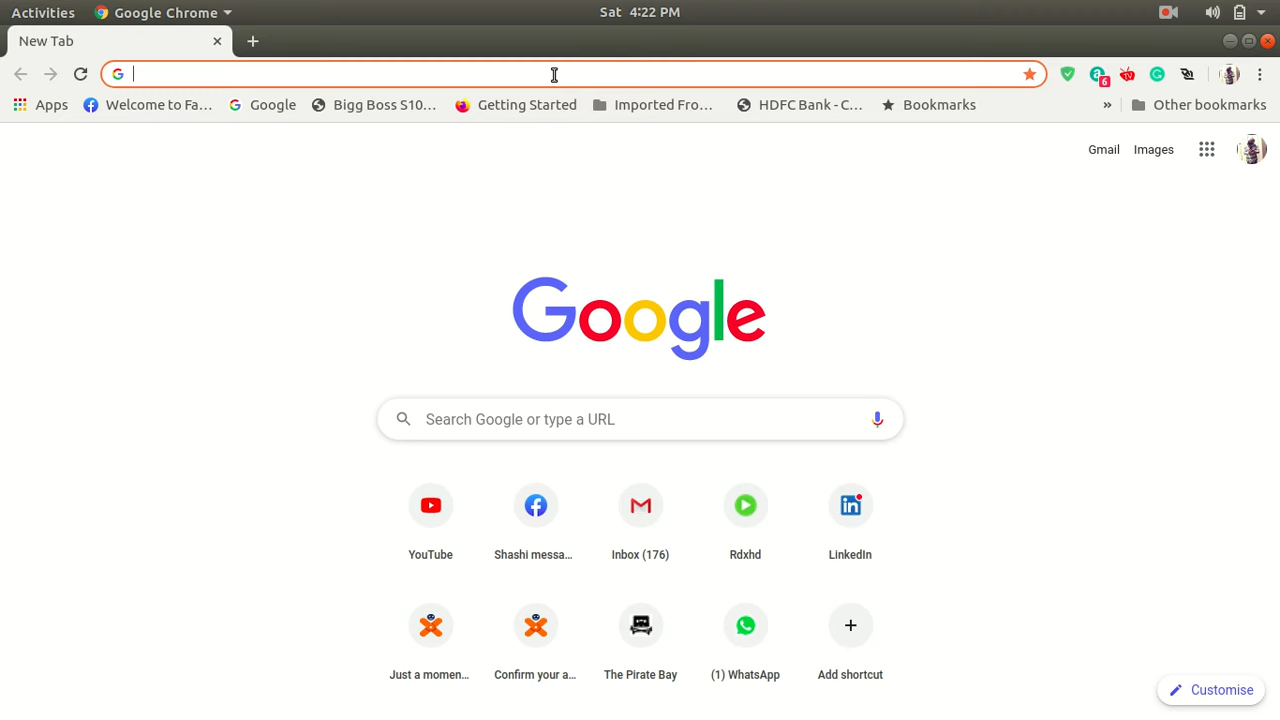 Activities Google Chrome Sat 4:22 PM
New Tab
6
Apps Welcome to Fa... Google Bigg Boss S10... Getting Started Imported Fro... HDFC Bank - C... Bookmarks » Other bookmarks
Gmail Images
Google
Search Google or type a URL
YouTube Shashi messa... Inbox (176) Rdxhd LinkedIn
Just a momen... Confirm your a... The Pirate Bay (1) WhatsApp Add shortcut
Customise